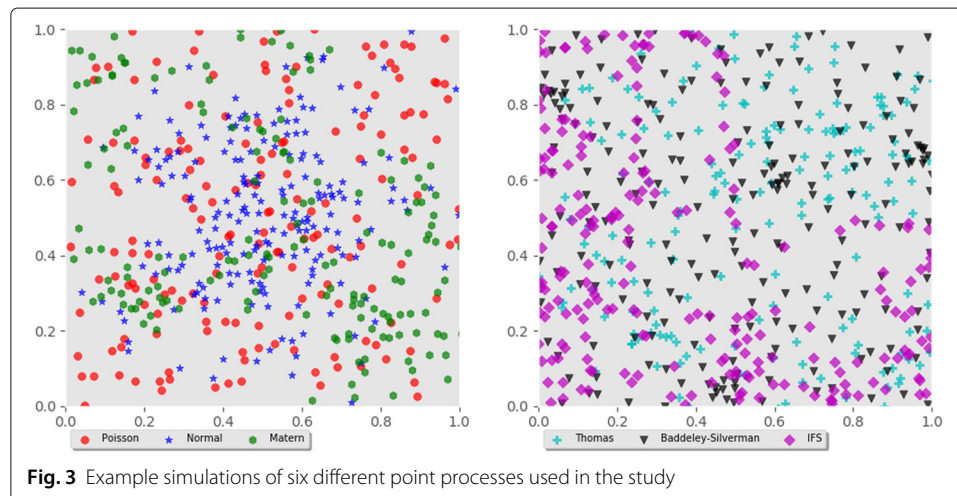 1.0
0.8
0.6
0.4
0.2
0.0
0.0 0.2 0.4 0.6 0.8 1.0
Poisson Normal Matern
1.0
0.8
0.6
0.4
0.2
0.0
0.0 0.2 0.4 0.6 0.8 1.0
Thomas Baddeley-Silverman IFS
Fig. 3 Example simulations of six different point processes used in the study